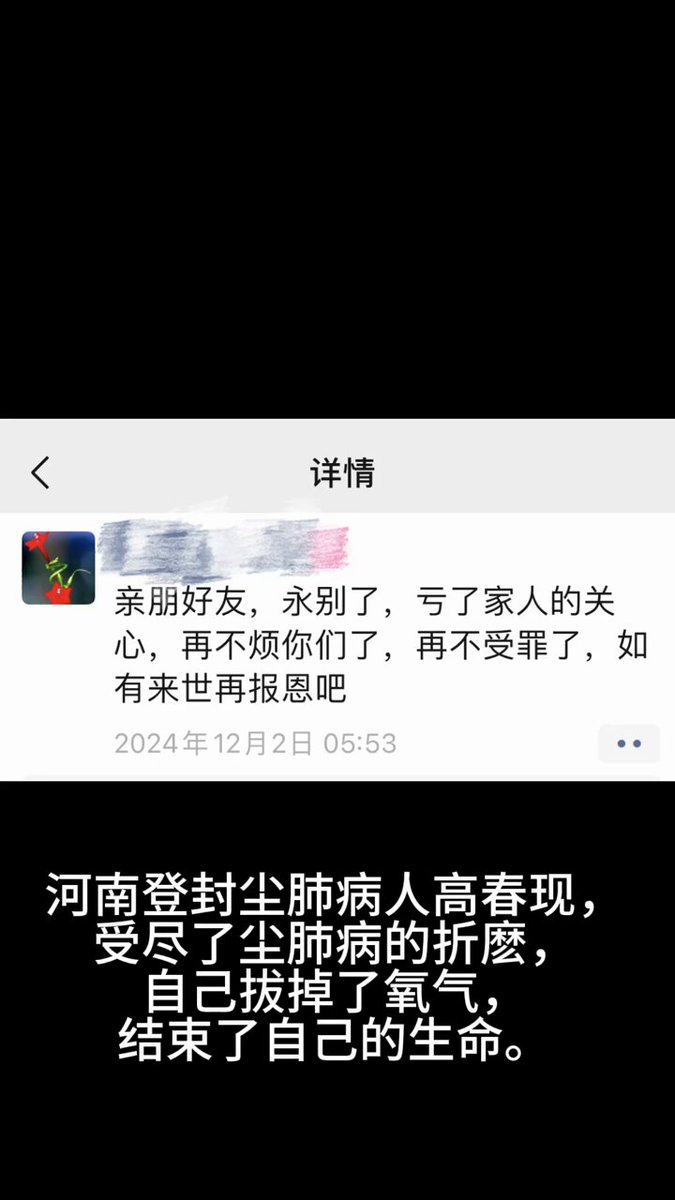 详情
亲朋好友，永别了，亏了家人的关
心，再不烦你们了，再不受罪了，如
有来世再报恩吧
2024年12月2日 05:53
河南登封尘肺病人高春现，
受尽了尘肺病的折磨，
自己拔掉了氧气，
结束了自己的生命。